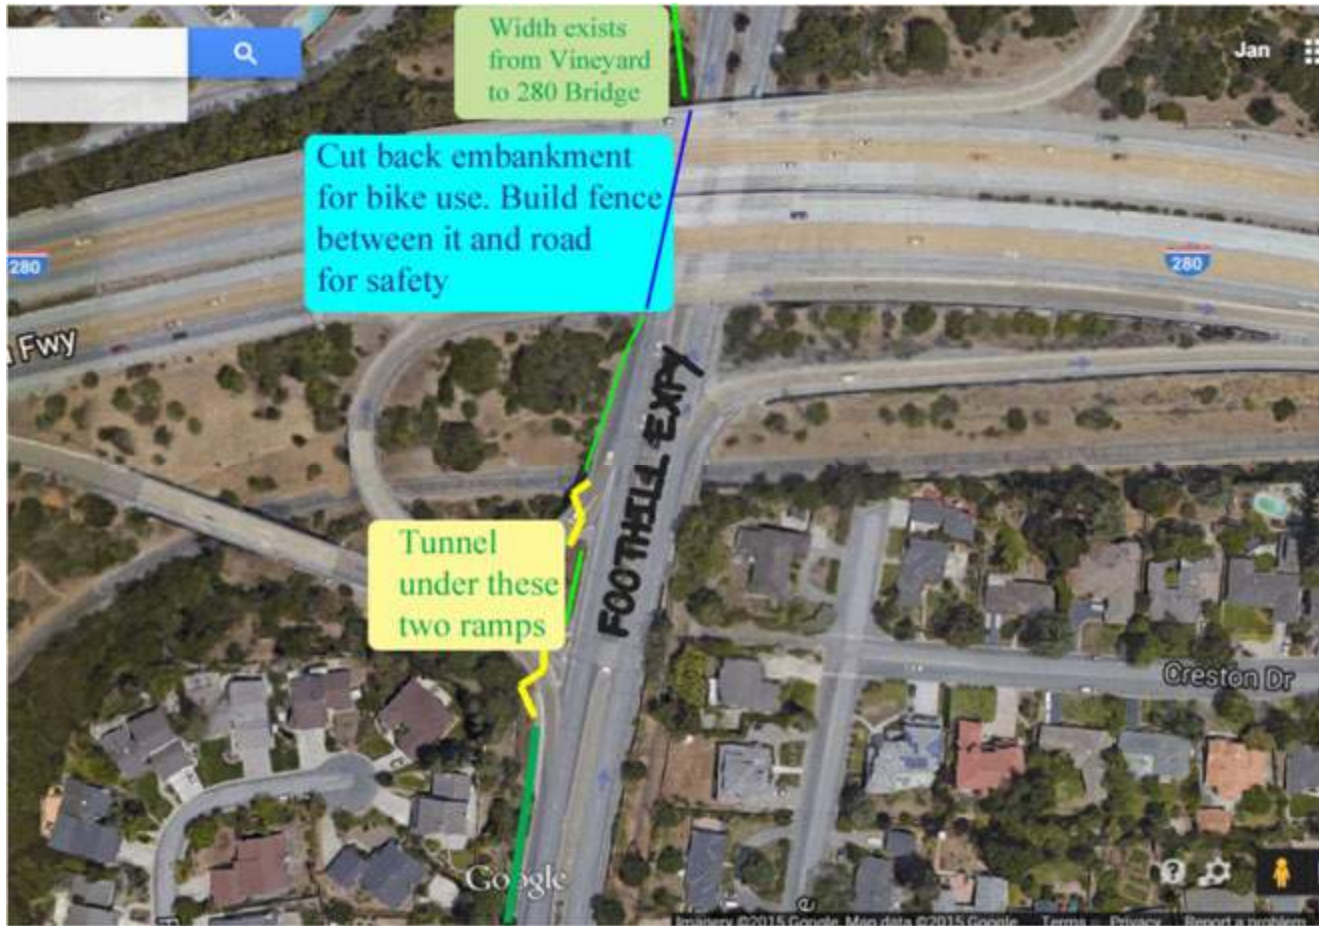 Width exists
from Vineyard
to 280 Bridge
Jan
Cut back embankment
for bike use. Build fence
between it and road
for safety
280
280
Fwy
FOOTHILL EXPY
Tunnel
under these
two ramps
Creston Dr
Google
e
Imagery ©2015 Google, Map data ©2015 Google Terms Privacy Report a problem